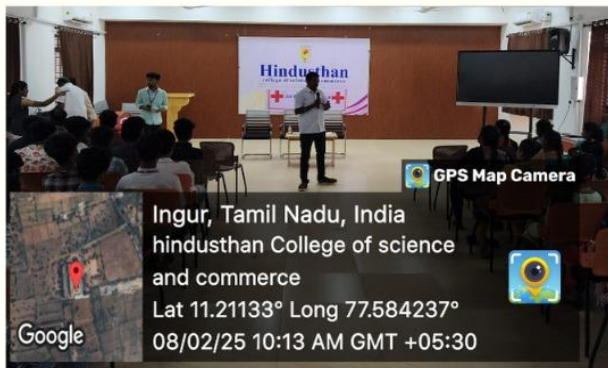 Hindusthan
GPS Map Camera
Ingur, Tamil Nadu, India
hindusthan College of science
and commerce
Lat 11.21133° Long 77.584237°
08/02/25 10:13 AM GMT +05:30
Google